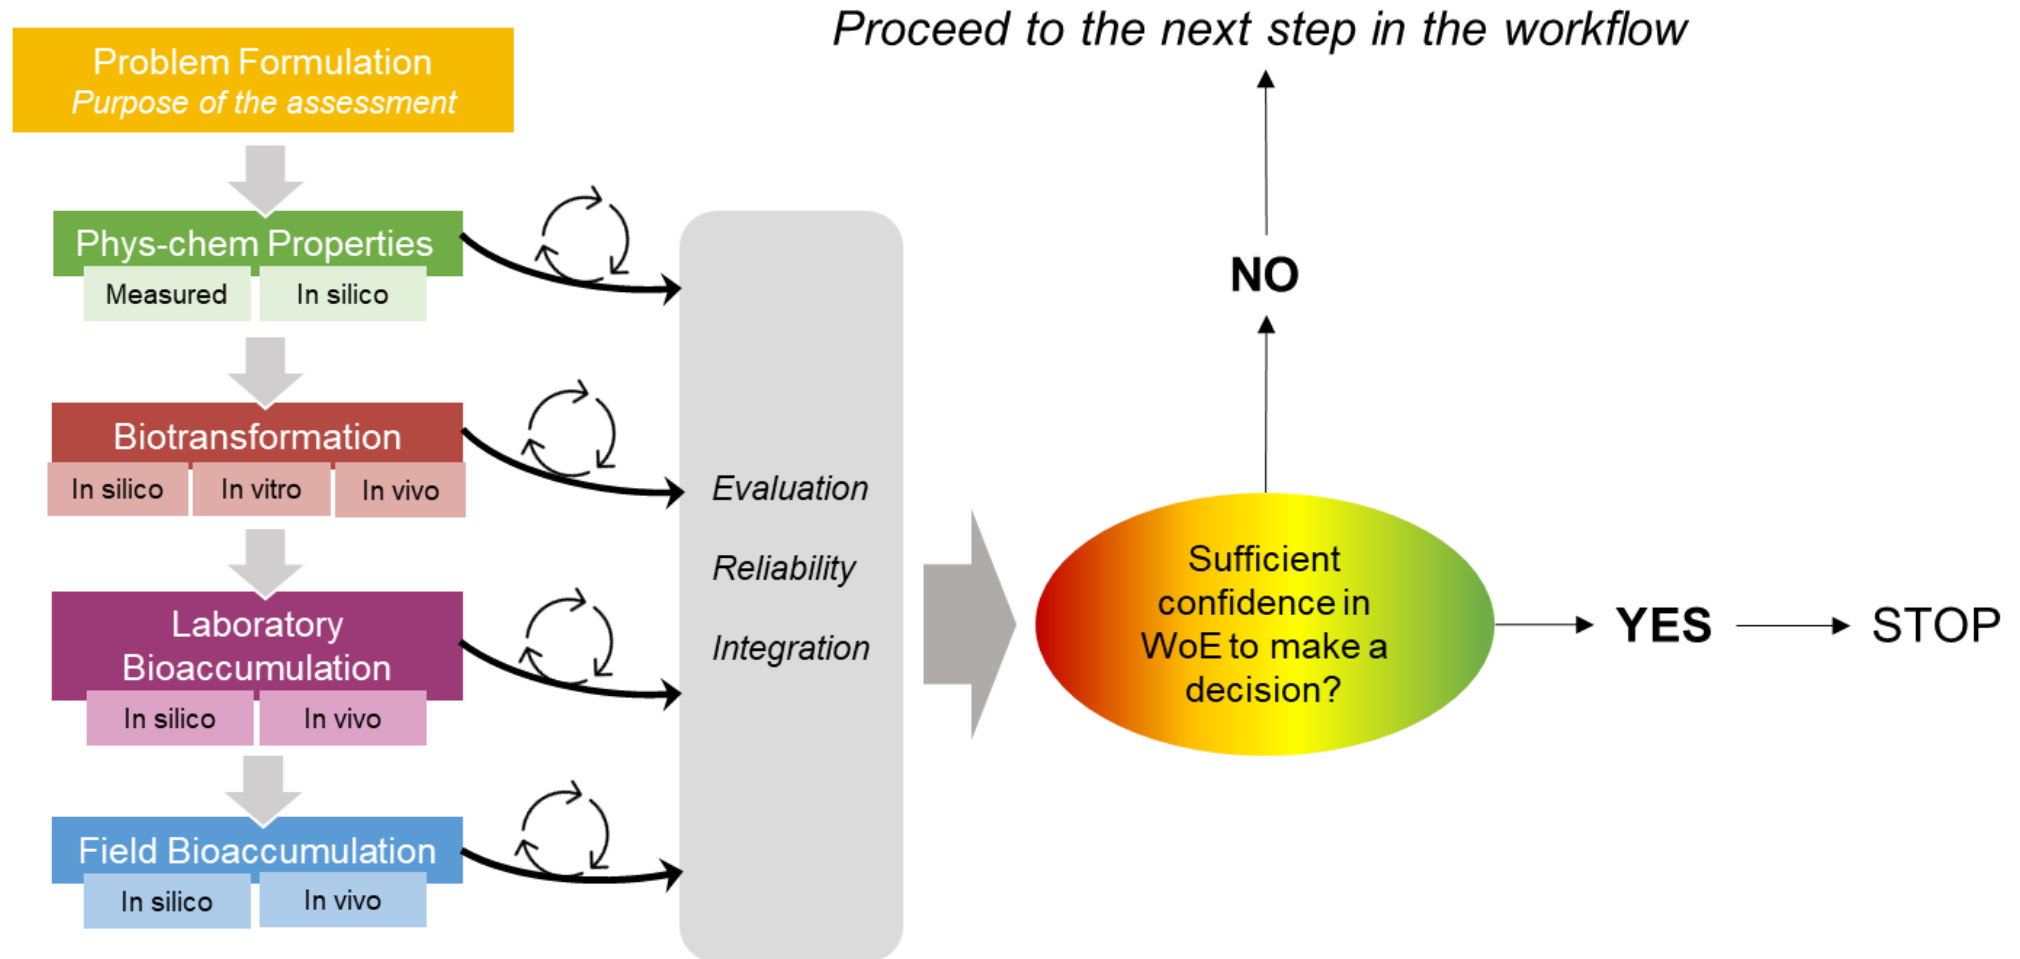 Proceed to the next step in the workflow
Problem Formulation
Purpose of the assessment
Phys-chem Properties
Measured
In silico
NO
Biotransformation
In silico
In vitro
In vivo
Evaluation
Reliability
Integration
Sufficient
confidence in
WoE to make a
decision?
YES
STOP
Laboratory
Bioaccumulation
In silico
In vivo
Field Bioaccumulation
In silico
In vivo